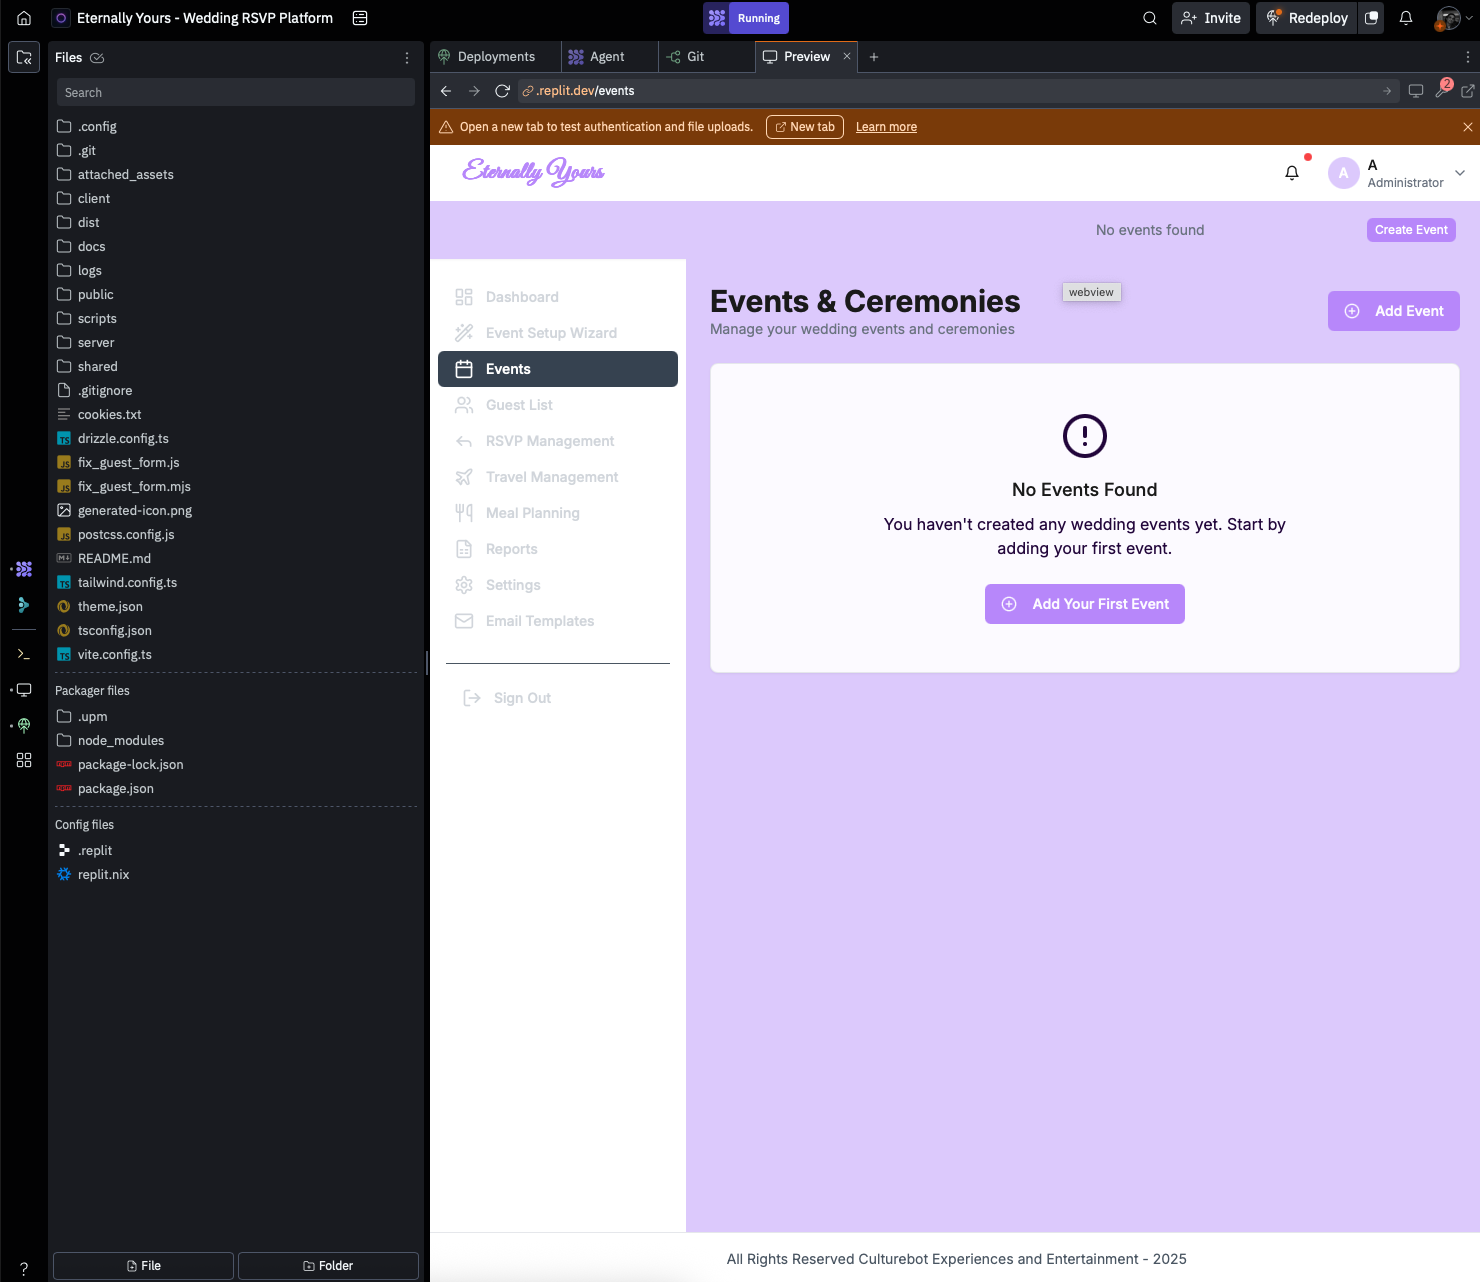 Eternally Yours - Wedding RSVP Platform
Running
Invite
Redeploy
Files
Search
.config
.git
attached_assets
client
dist
docs
logs
public
scripts
server
shared
.gitignore
cookies.txt
TS drizzle.config.ts
JS fix_guest_form.js
JS fix_guest_form.mjs
generated-icon.png
JS postcss.config.js
README.md
TS tailwind.config.ts
theme.json
tsconfig.json
TS vite.config.ts
Packager files
.upm
node_modules
package-lock.json
package.json
Config files
.replit
replit.nix
File
Folder
?
Deployments
Agent
Git
Preview
.replit.dev/events
2
Open a new tab to test authentication and file uploads.
New tab
Learn more
Eternally Yours
A
A
Administrator
No events found
Create Event
Dashboard
Event Setup Wizard
Events
Guest List
RSVP Management
Travel Management
Meal Planning
Reports
Settings
Email Templates
Sign Out
Events & Ceremonies
Manage your wedding events and ceremonies
webview
Add Event
No Events Found
You haven't created any wedding events yet. Start by
adding your first event.
Add Your First Event
All Rights Reserved Culturebot Experiences and Entertainment - 2025